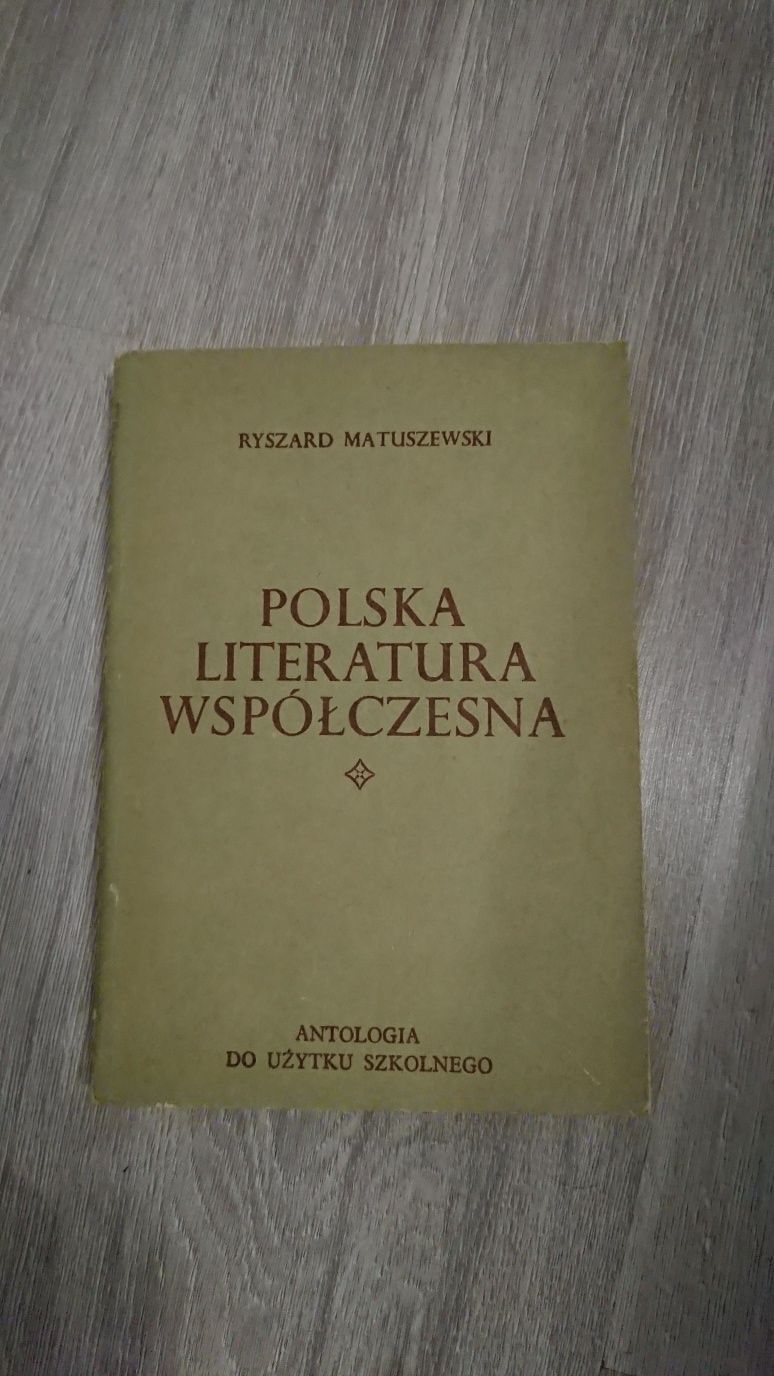 RYSZARD MATUSZEWSKI
POLSKA
LITERATURA
WSPÓŁCZESNA
ANTOLOGIA
DO UŻYTKU SZKOLNEGO